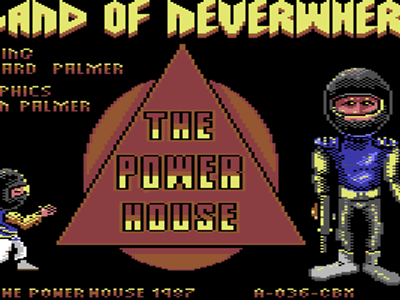 LAND OF NEVERWHER
ING
ARD PALMER
PHICS
N PALMER
THE
POWER
HOUSE
THE POWER HOUSE 1987 A-036-CBM